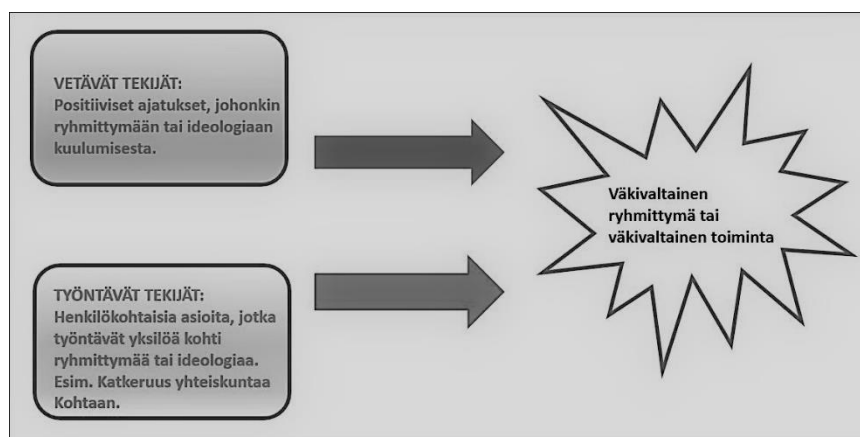 VETÄVÄT TEKIJÄT:
Positiiviset ajatukset, johonkin
ryhmittymään tai ideologiaan
kuulumisesta.
Väkivaltainen
ryhmittymä tai
väkivaltainen toiminta
TYÖNTÄVÄT TEKIJÄT:
Henkilökohtaisia asioita, jotka
työntävät yksilöä kohti
ryhmittymää tai ideologiaa.
Esim. Katkeruus yhteiskuntaa
Kohtaan.